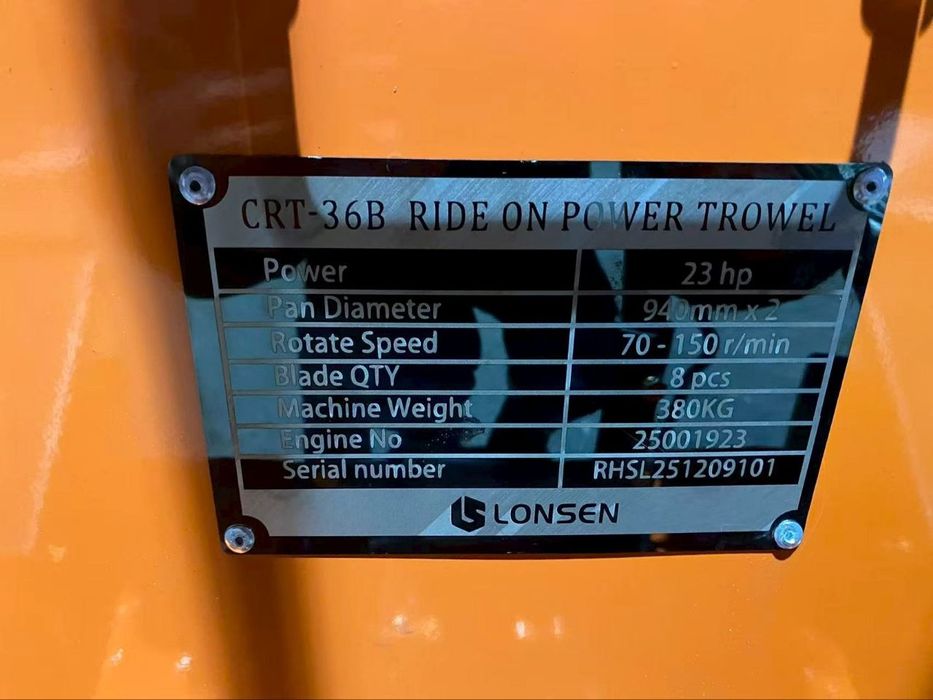 CRT-36B RIDE ON POWER TROWEL
Power 23 hp
Pan Diameter 940mm x 2
Rotate Speed 70 - 150 r/min
Blade QTY 8 pcs
Machine Weight 380KG
Engine No 25001923
Serial number RHSL251209101
LONSEN